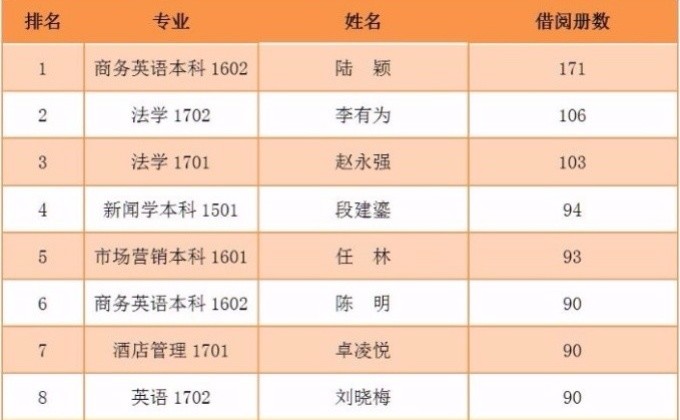 排名 专业 姓名 借阅册数
1 商务英语本科 1602 陆 颖 171
2 法学 1702 李有为 106
3 法学 1701 赵永强 103
4 新闻学本科 1501 段建鎏 94
5 市场营销本科 1601 任 林 93
6 商务英语本科 1602 陈 明 90
7 酒店管理 1701 卓凌悦 90
8 英语 1702 刘晓梅 90